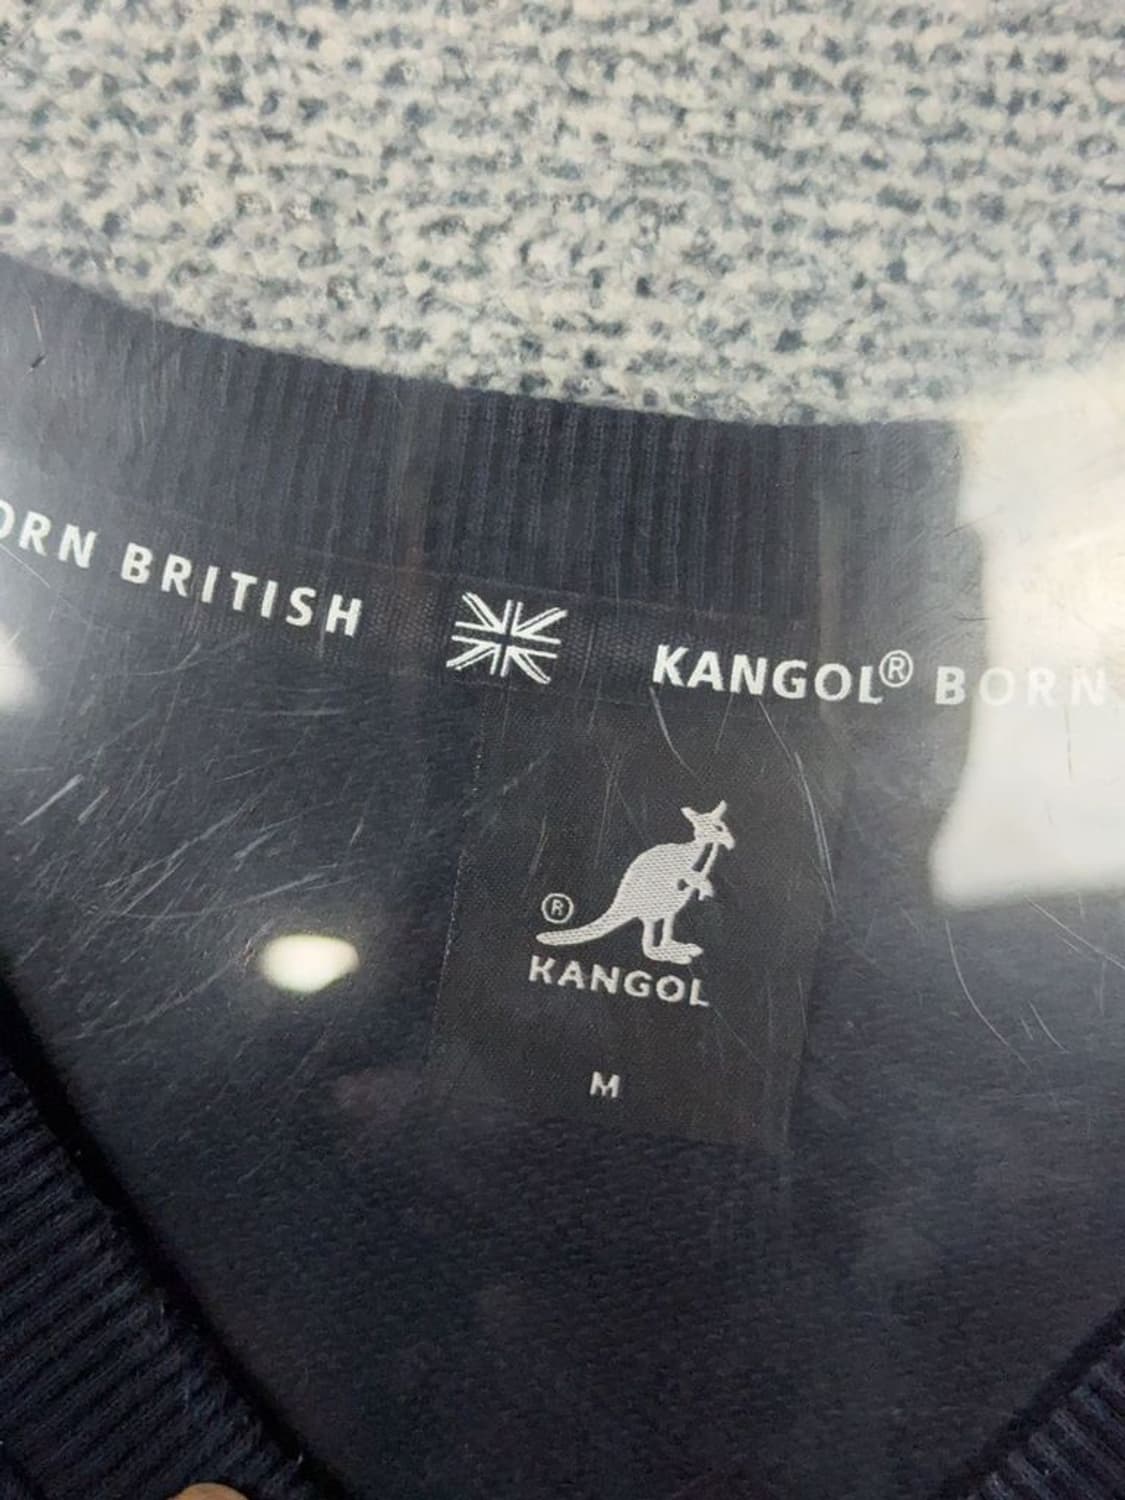 ORN BRITISH KANGOL® BORN
®
KANGOL
M